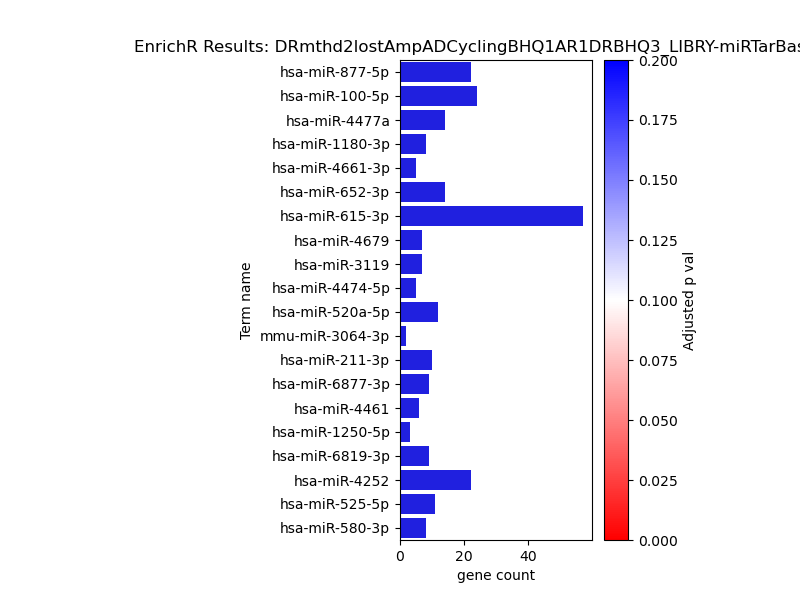 EnrichR Results: DRmthd2lostAmpADCyclingBHQ1AR1DRBHQ3_LIBRY-miRTarBas
hsa-miR-877-5p
hsa-miR-100-5p
hsa-miR-4477a
hsa-miR-1180-3p
hsa-miR-4661-3p
hsa-miR-652-3p
hsa-miR-615-3p
hsa-miR-4679
hsa-miR-3119
hsa-miR-4474-5p
hsa-miR-520a-5p
mmu-miR-3064-3p
hsa-miR-211-3p
hsa-miR-6877-3p
hsa-miR-4461
hsa-miR-1250-5p
hsa-miR-6819-3p
hsa-miR-4252
hsa-miR-525-5p
hsa-miR-580-3p
Term name
0 20 40
gene count
0.200
0.175
0.150
0.125
0.100
0.075
0.050
0.025
0.000
Adjusted p val